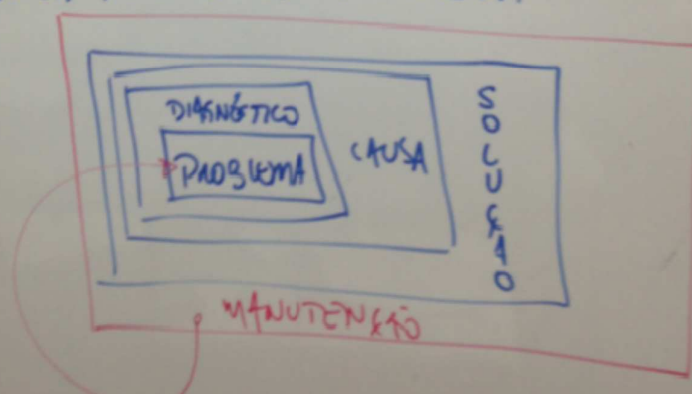 DIAGNÓSTICO
PROBLEMA
CAUSA
SOLUÇÃO
MANUTENÇÃO